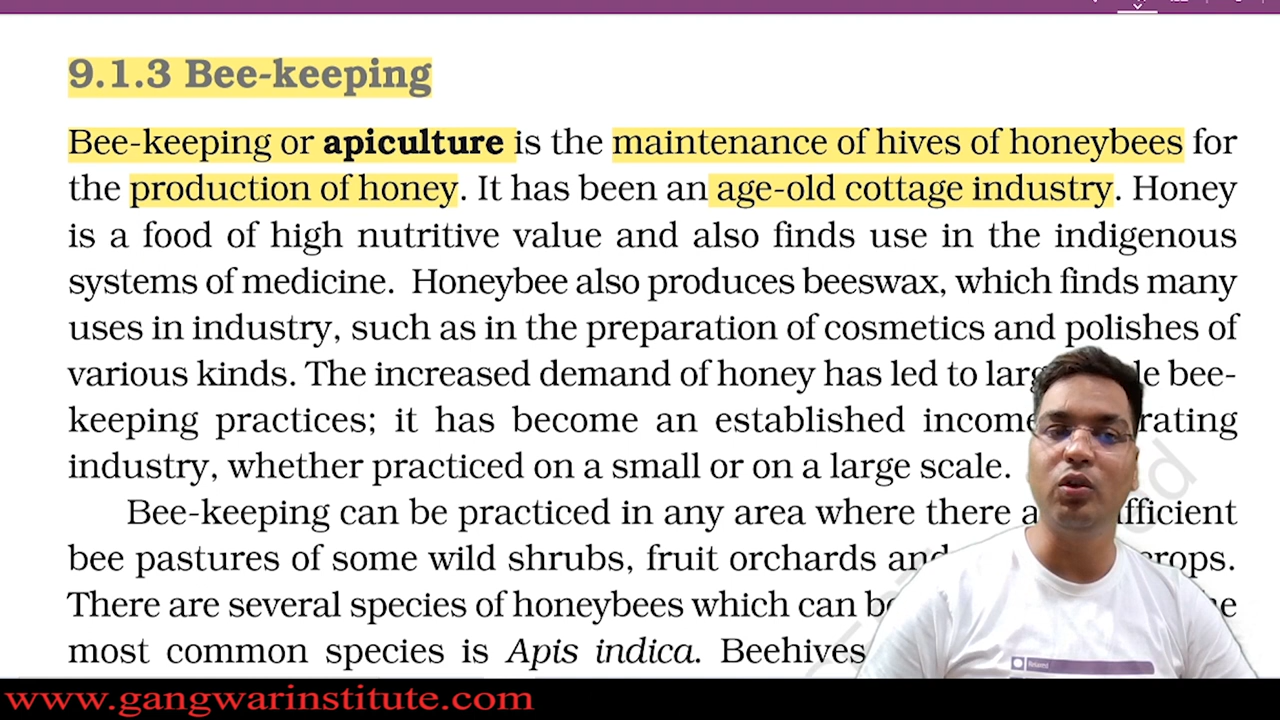 9.1.3 Bee-keeping
Bee-keeping or apiculture is the maintenance of hives of honeybees for
the production of honey. It has been an age-old cottage industry. Honey
is a food of high nutritive value and also finds use in the indigenous
systems of medicine. Honeybee also produces beeswax, which finds many
uses in industry, such as in the preparation of cosmetics and polishes of
various kinds. The increased demand of honey has led to bee-
keeping practices; it has become an established income
industry, whether practiced on a small or on a large scale.
Bee-keeping can be practiced in any area where there
bee pastures of some wild shrubs, fruit orchards and crops.
There are several species of honeybees which can
most common species is Apis indica. Beehives
www.gangwarinstitute.com